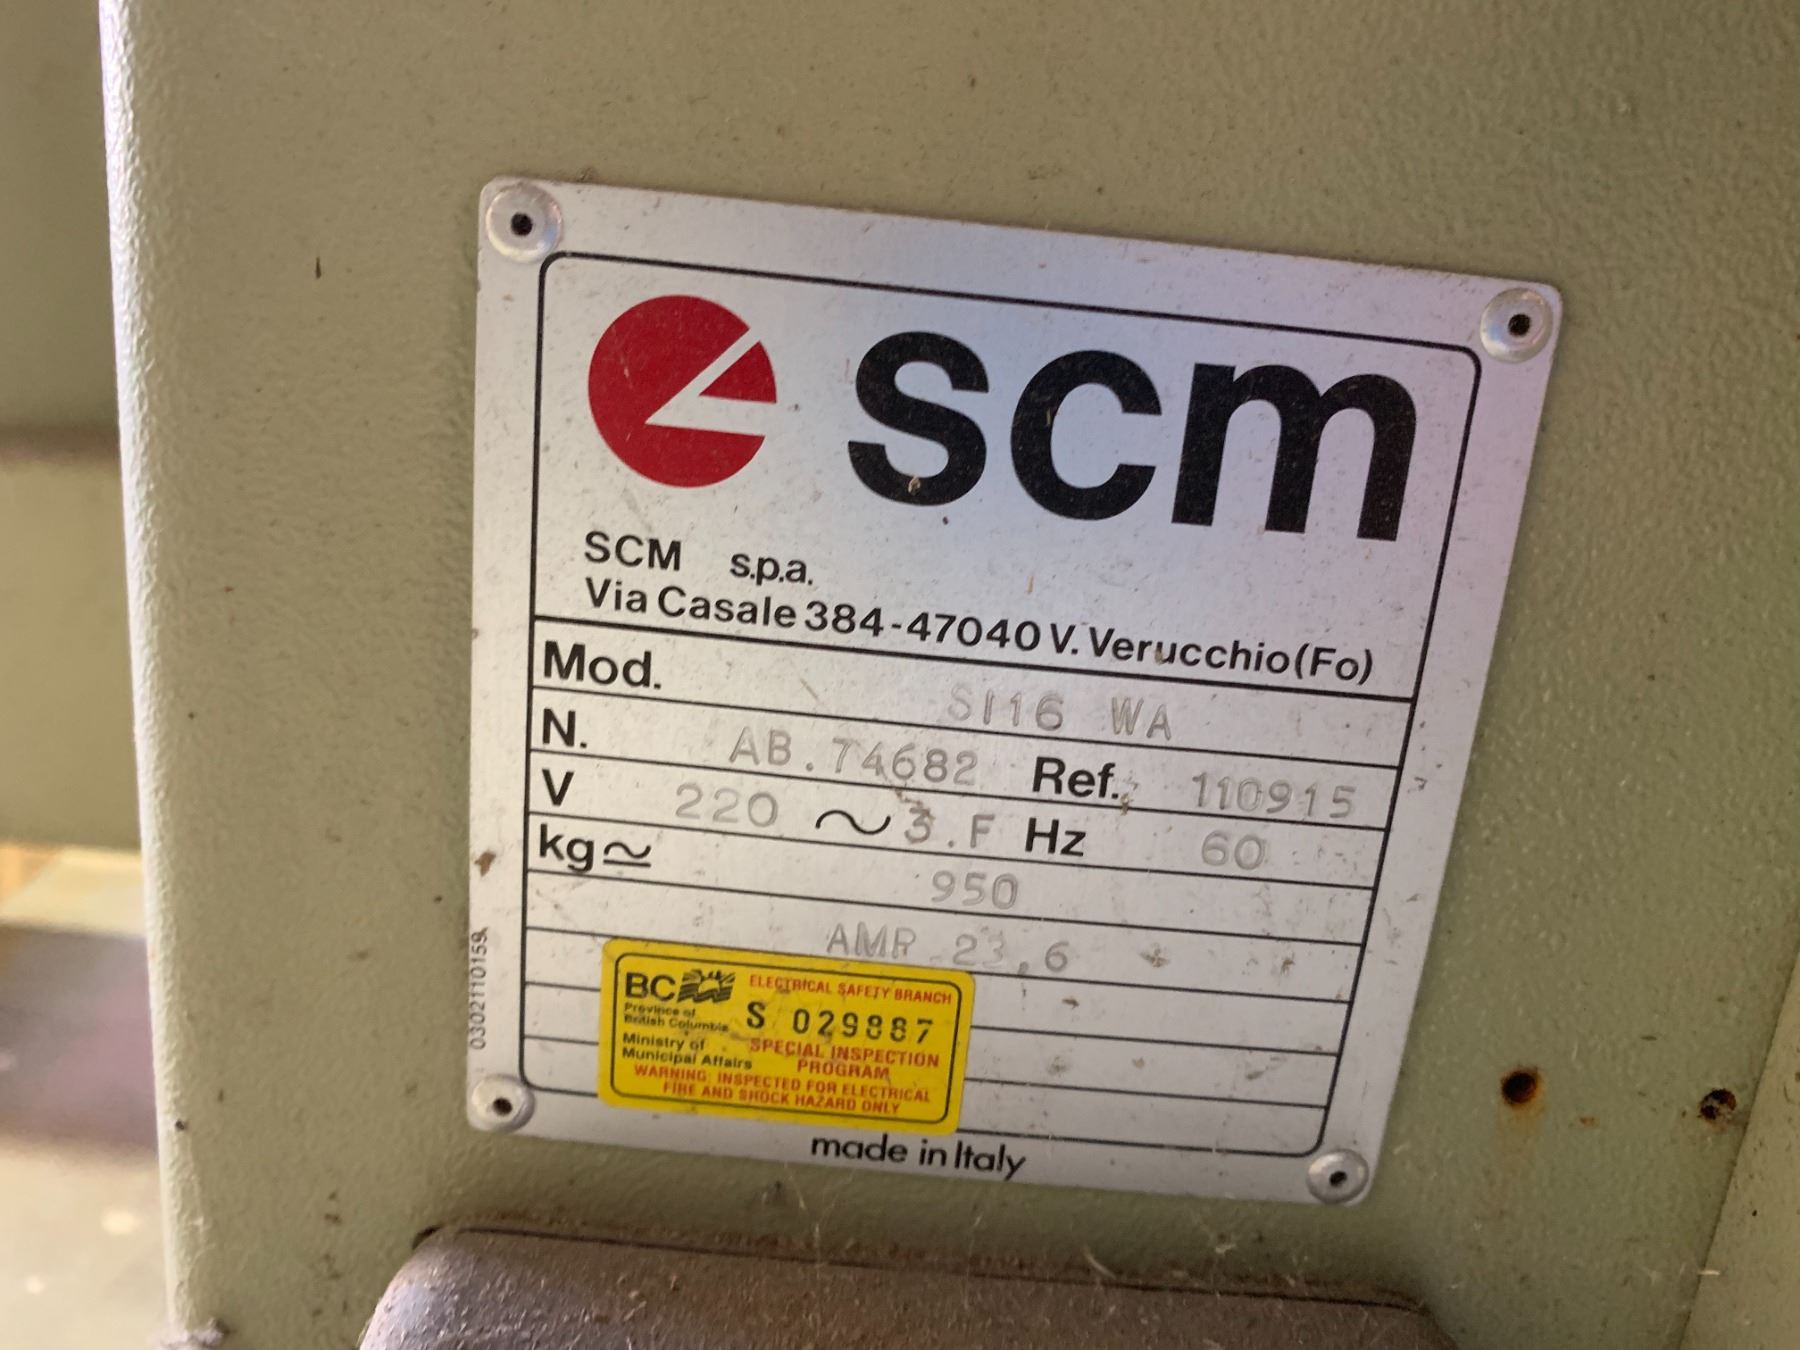 scm
SCM s.p.a.
Via Casale 384-47040 V. Verucchio (Fo)
Mod. SI16 WA
N. AB.74682 Ref. 110915
V 220 ~ 3.F Hz 60
kg≃ 950
AMP 23,6
0302110159
BC ELECTRICAL SAFETY BRANCH
Province of British Columbia S 029887
Ministry of Municipal Affairs SPECIAL INSPECTION PROGRAM
WARNING: INSPECTED FOR ELECTRICAL
FIRE AND SHOCK HAZARD ONLY
made in Italy